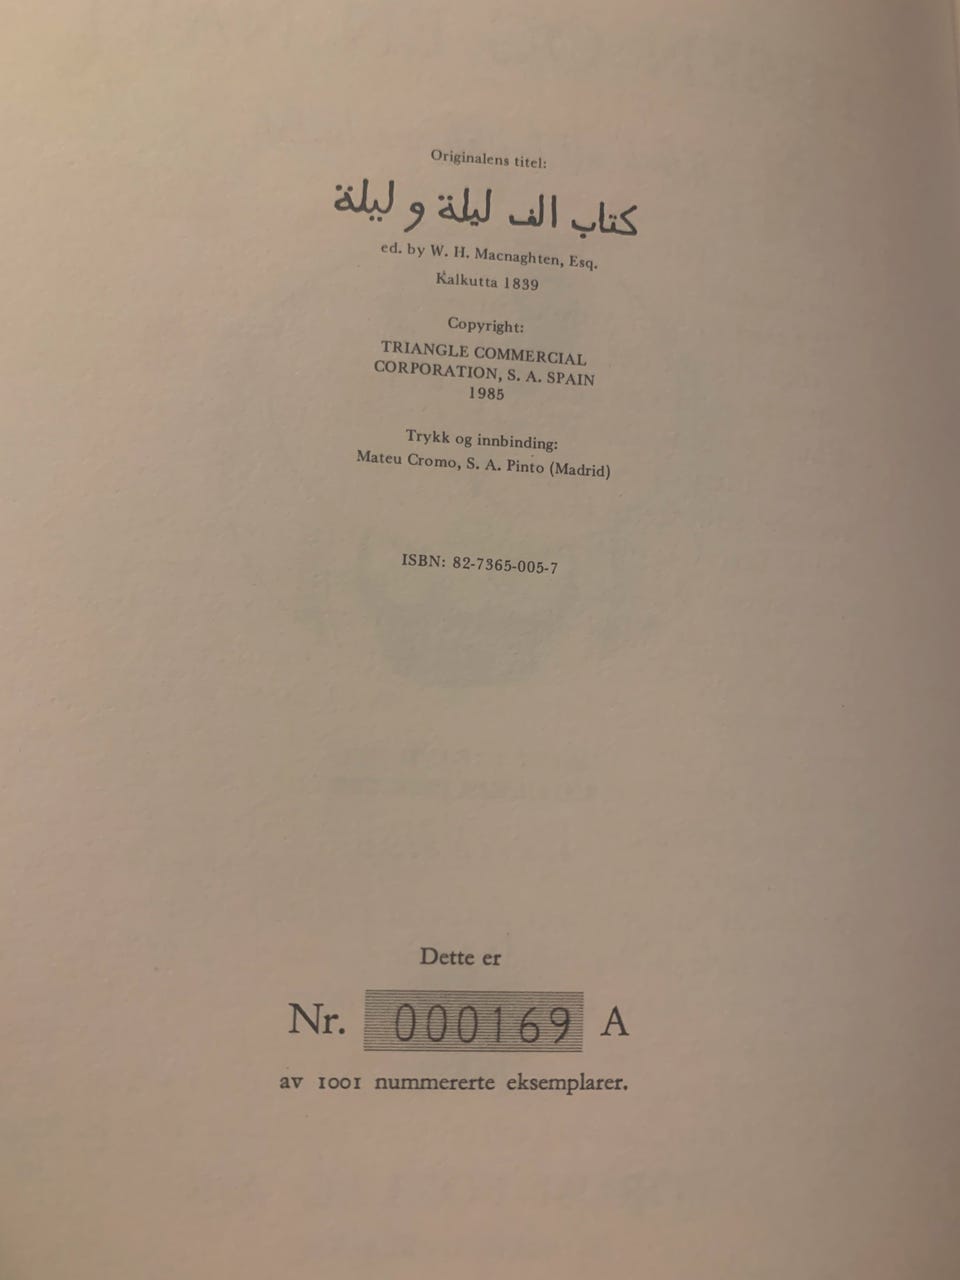 Originalens titel:
كتاب الف ليلة و ليلة
ed. by W. H. Macnaghten, Esq.
Kalkutta 1839
Copyright:
TRIANGLE COMMERCIAL
CORPORATION, S. A. SPAIN
1985
Trykk og innbinding:
Mateu Cromo, S. A. Pinto (Madrid)
ISBN: 82-7365-005-7
Dette er
Nr. 000169 A
av 1001 nummererte eksemplarer.